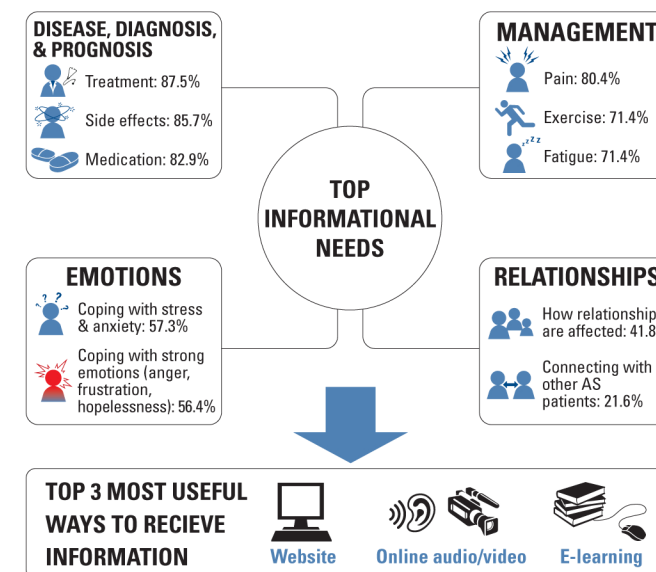 DISEASE, DIAGNOSIS,
& PROGNOSIS
Treatment: 87.5%
Side effects: 85.7%
Medication: 82.9%
MANAGEMENT
Pain: 80.4%
Exercise: 71.4%
z z z z
Fatigue: 71.4%
TOP
INFORMATIONAL
NEEDS
EMOTIONS
? ? ? ?
Coping with stress
& anxiety: 57.3%
Coping with strong
emotions (anger,
frustration,
hopelessness): 56.4%
RELATIONSHIPS
How relationship
are affected: 41.8
Connecting with
other AS
patients: 21.6%
TOP 3 MOST USEFUL
WAYS TO RECIEVE
INFORMATION
Website
Online audio/video
E-learning